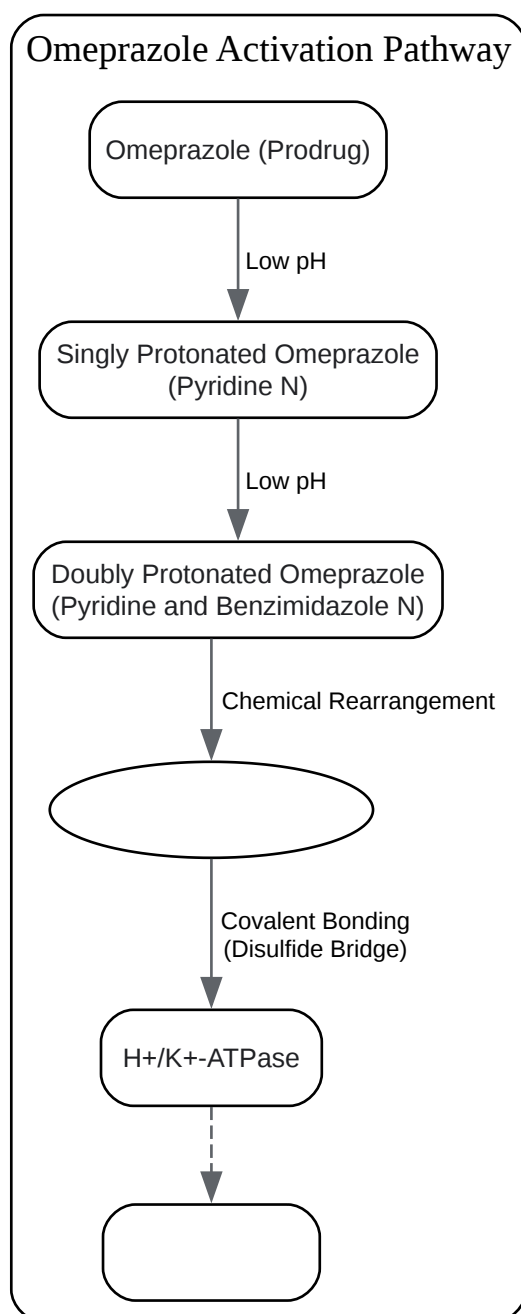 Omeprazole Activation Pathway
Omeprazole (Prodrug)
Low pH
Singly Protonated Omeprazole
(Pyridine N)
Low pH
Doubly Protonated Omeprazole
(Pyridine and Benzimidazole N)
Chemical Rearrangement
Covalent Bonding
(Disulfide Bridge)
H+/K+-ATPase